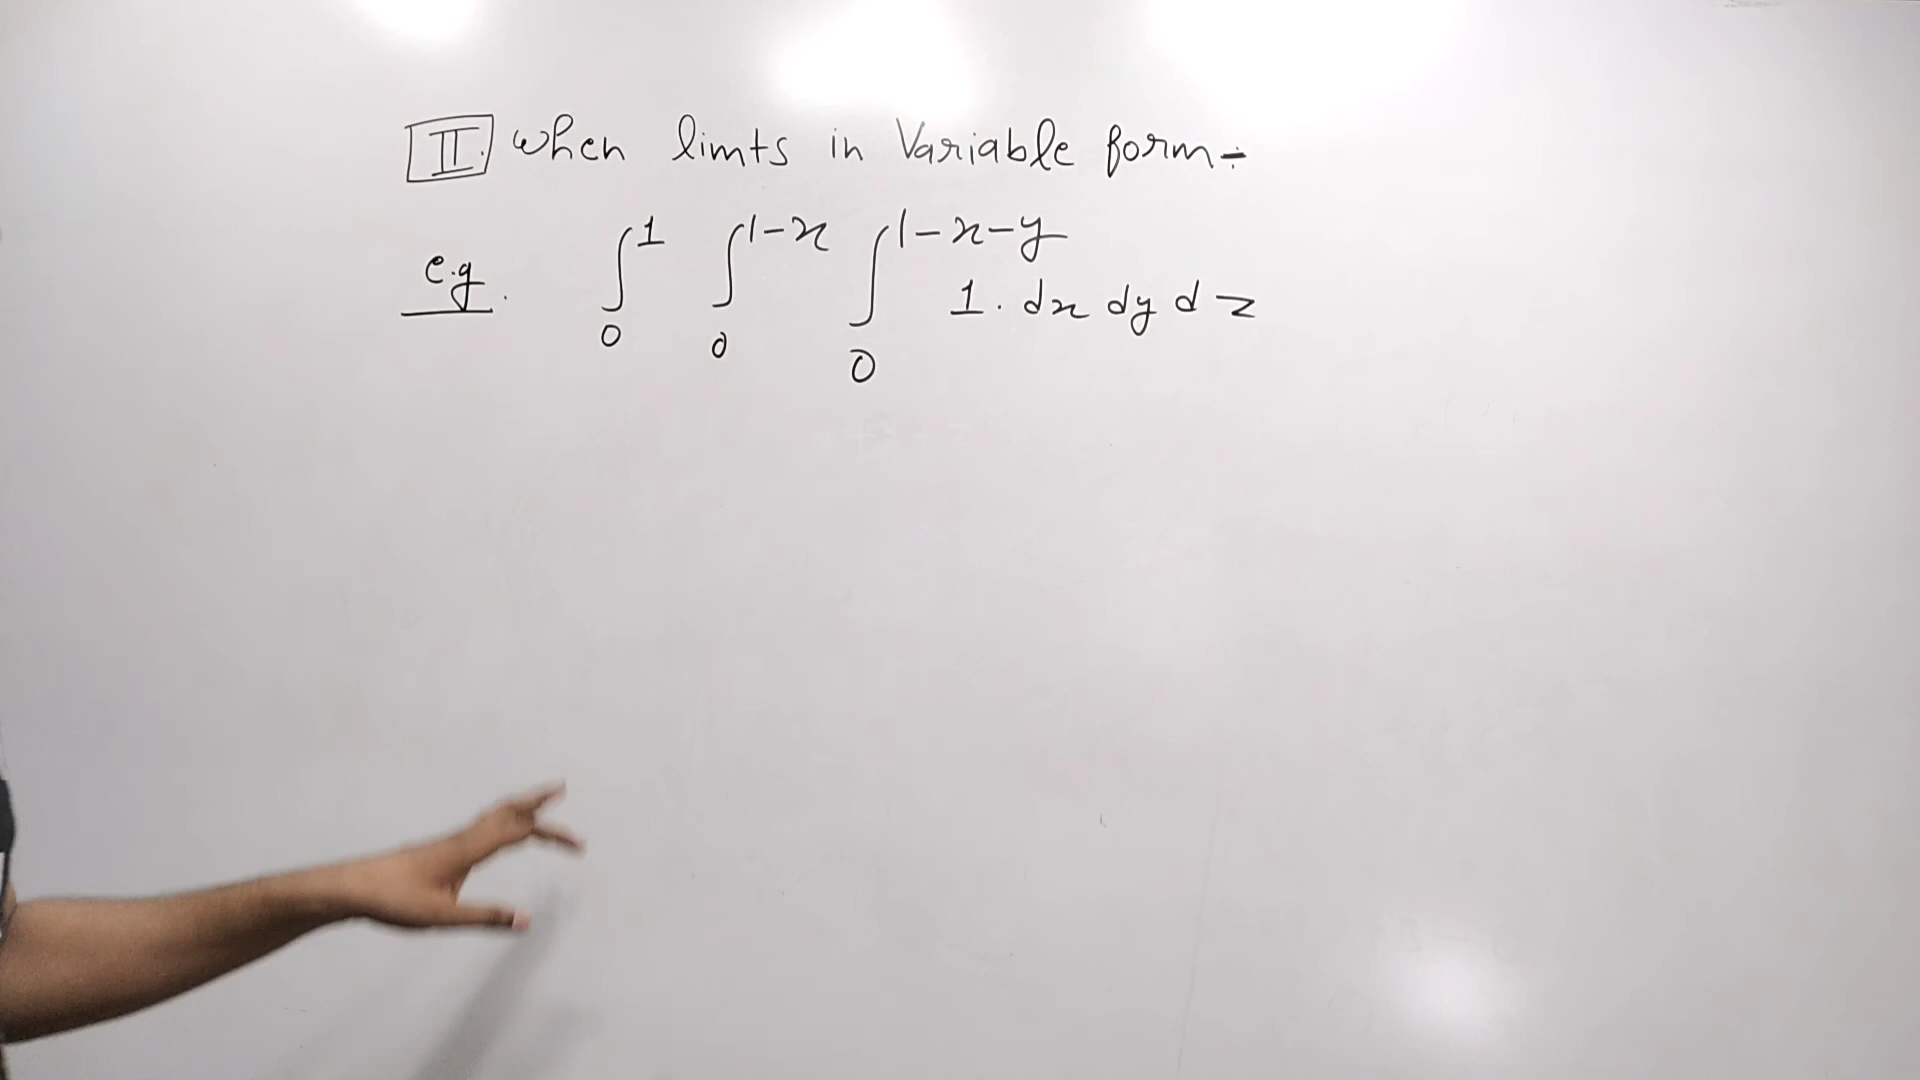 II. when limts in Variable form÷
e.g. ∫₀¹ ∫₀^{1-x} ∫₀^{1-x-y} 1. dx dy dz